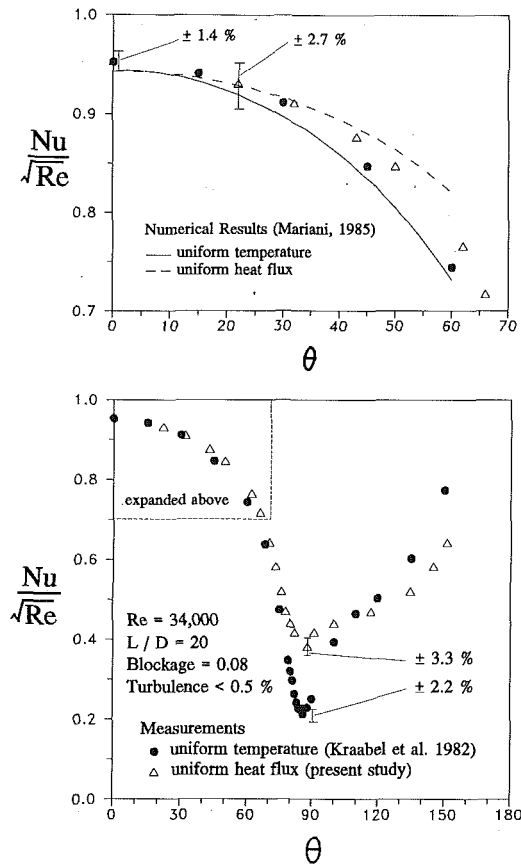 1.0
± 1.4 %
± 2.7 %
0.9
Nu
√Re
0.8
Numerical Results (Mariani, 1985)
uniform temperature
uniform heat flux
0.7
0 10 20 30 40 50 60 70
θ
1.0
0.8
expanded above
0.6
Nu
√Re
Re = 34,000
L / D = 20
Blockage = 0.08
Turbulence < 0.5 %
0.4
± 3.3 %
± 2.2 %
0.2
Measurements
uniform temperature (Kraabel et al. 1982)
uniform heat flux (present study)
0.0
0 30 60 90 120 150 180
θ